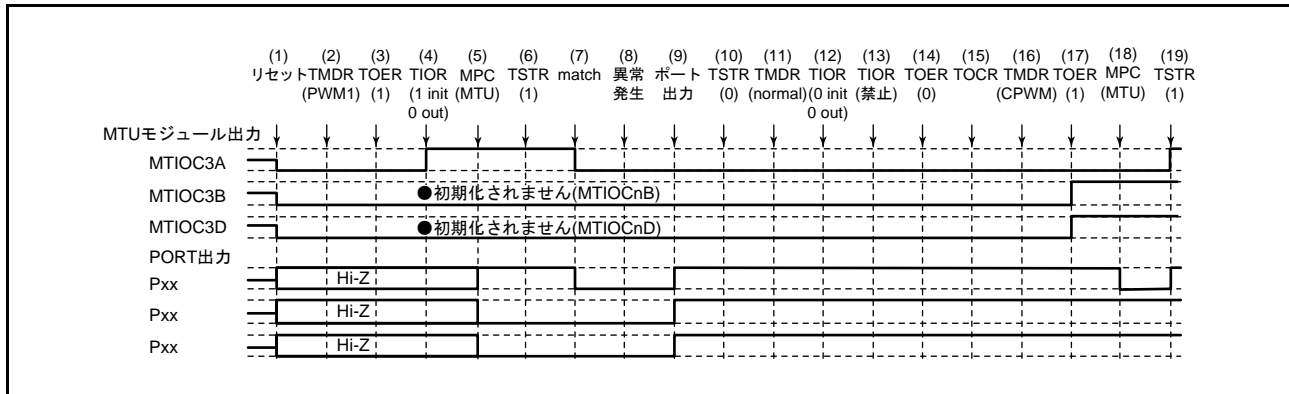 (1) (2) (3) (4) (5) (6) (7) (8) (9) (10) (11) (12) (13) (14) (15) (16) (17) (18) (19)
リセット TMDR TOER TIOR MPC TSTR match 異常 ポート TSTR TMDR TIOR TIOR TOER TOCR TMDR TOER MPC TSTR
(PWM1) (1) (1 init (MTU) (1) 発生 出力 (0) (normal) (0 init (禁止) (0) (CPWM) (1) (MTU) (1)
0 out) 0 out)
MTUモジュール出力
MTIOC3A
MTIOC3B ●初期化されません(MTIOCnB)
MTIOC3D ●初期化されません(MTIOCnD)
PORT出力
Pxx Hi-Z
Pxx Hi-Z
Pxx Hi-Z